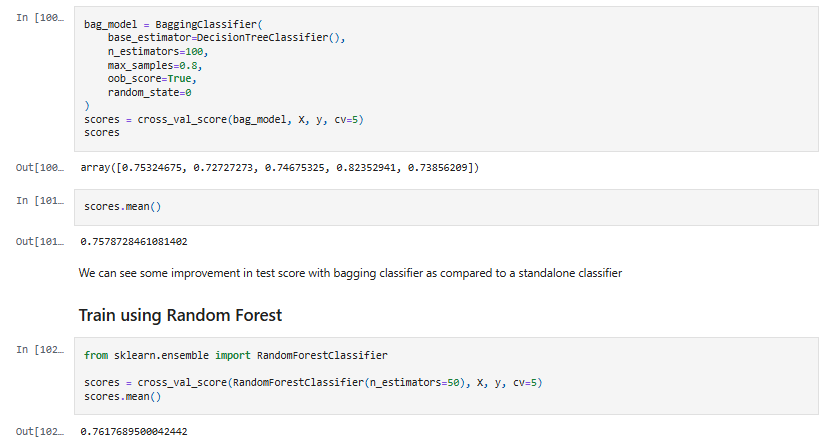 In [100…
bag_model = BaggingClassifier(
    base_estimator=DecisionTreeClassifier(),
    n_estimators=100,
    max_samples=0.8,
    oob_score=True,
    random_state=0
)
scores = cross_val_score(bag_model, X, y, cv=5)
scores
Out[100…
array([0.75324675, 0.72727273, 0.74675325, 0.82352941, 0.73856209])
In [101…
scores.mean()
Out[101…
0.7578728461081402
We can see some improvement in test score with bagging classifier as compared to a standalone classifier
Train using Random Forest
In [102…
from sklearn.ensemble import RandomForestClassifier
scores = cross_val_score(RandomForestClassifier(n_estimators=50), X, y, cv=5)
scores.mean()
Out[102…
0.7617689500042442